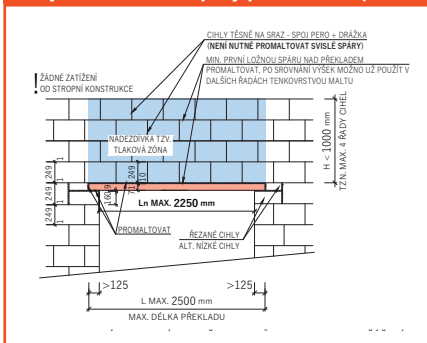 CIHLY TĚSNĚ NA SRAZ - SPOJ PERO + DRÁŽKA
(NENÍ NUTNÉ PROMALTOVAT SVISLÉ SPÁRY)
MIN. PRVNÍ LOŽNOU SPÁRU NAD PŘEKLADEM
PROMALTOVAT, PO SROVNÁNÍ VÝŠEK MOŽNO UŽ POUŽÍT V
DALŠÍCH ŘADÁCH TENKOVRSTVOU MALTU
! ŽÁDNÉ ZATÍŽENÍ
OD STROPNÍ KONSTRUKCE
NADEZDÍVKA TZV.
TLAKOVÁ ZÓNA
H < 1000 mm
TZN. MAX. 4 ŘADY CIHEL
249
1
249
1
249
1
249
10
71
160,9
Ln MAX. 2250 mm
PROMALTOVAT
ŘEZANÉ CIHLY
ALT. NÍZKÉ CIHLY
>125
>125
L MAX. 2500 mm
MAX. DÉLKA PŘEKLADU